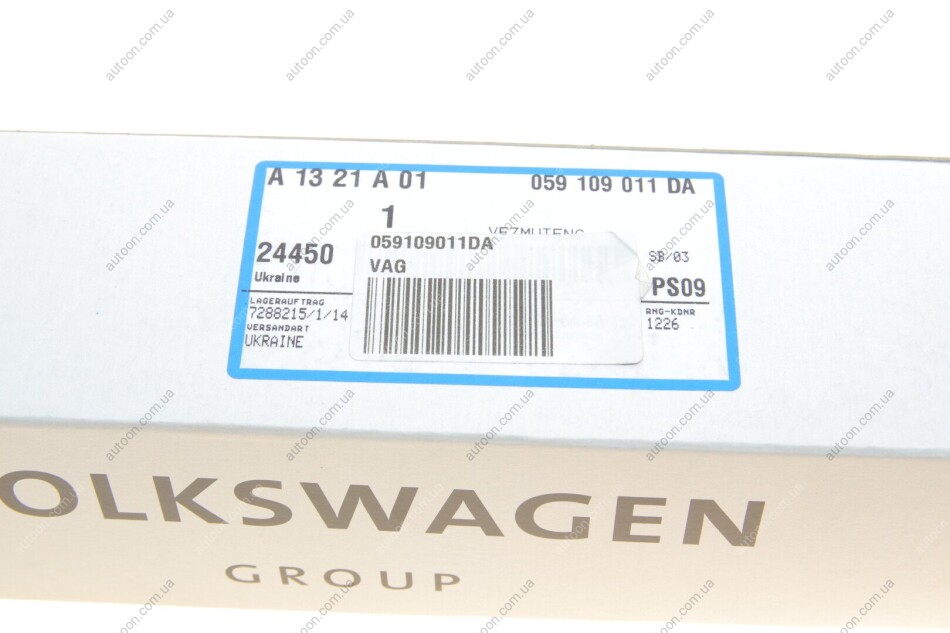 A 13 21 A 01
059 109 011 DA
1
059109011DA
VAG
24450
Ukraine
SB/03
PS09
LAGERAUFTRAG
7288215/1/14
VERSANDART
UKRAINE
RNG-KDNR
1226
OLKSWAGEN
GROUP
autoon.com.ua